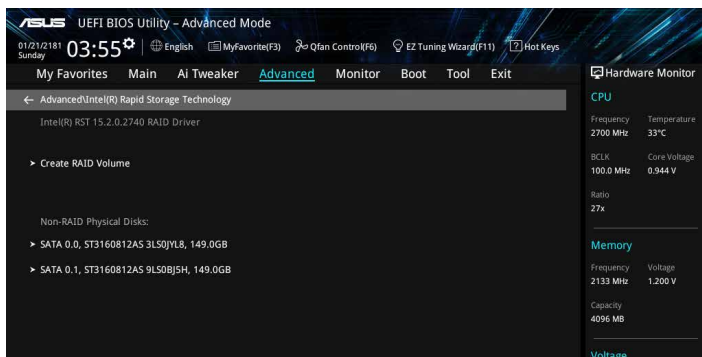 ASUS UEFI BIOS Utility – Advanced Mode
01/21/2181
Sunday
03:55
English
MyFavorite(F3)
Qfan Control(F6)
EZ Tuning Wizard(F11)
? Hot Keys
My Favorites Main Ai Tweaker Advanced Monitor Boot Tool Exit
← Advanced\Intel(R) Rapid Storage Technology
Intel(R) RST 15.2.0.2740 RAID Driver
> Create RAID Volume
Non-RAID Physical Disks:
> SATA 0.0, ST3160812AS 3LS0JYL8, 149.0GB
> SATA 0.1, ST3160812AS 9LS0BJ5H, 149.0GB
Hardware Monitor
CPU
Frequency Temperature
2700 MHz 33°C
BCLK Core Voltage
100.0 MHz 0.944 V
Ratio
27x
Memory
Frequency Voltage
2133 MHz 1.200 V
Capacity
4096 MB
Voltage